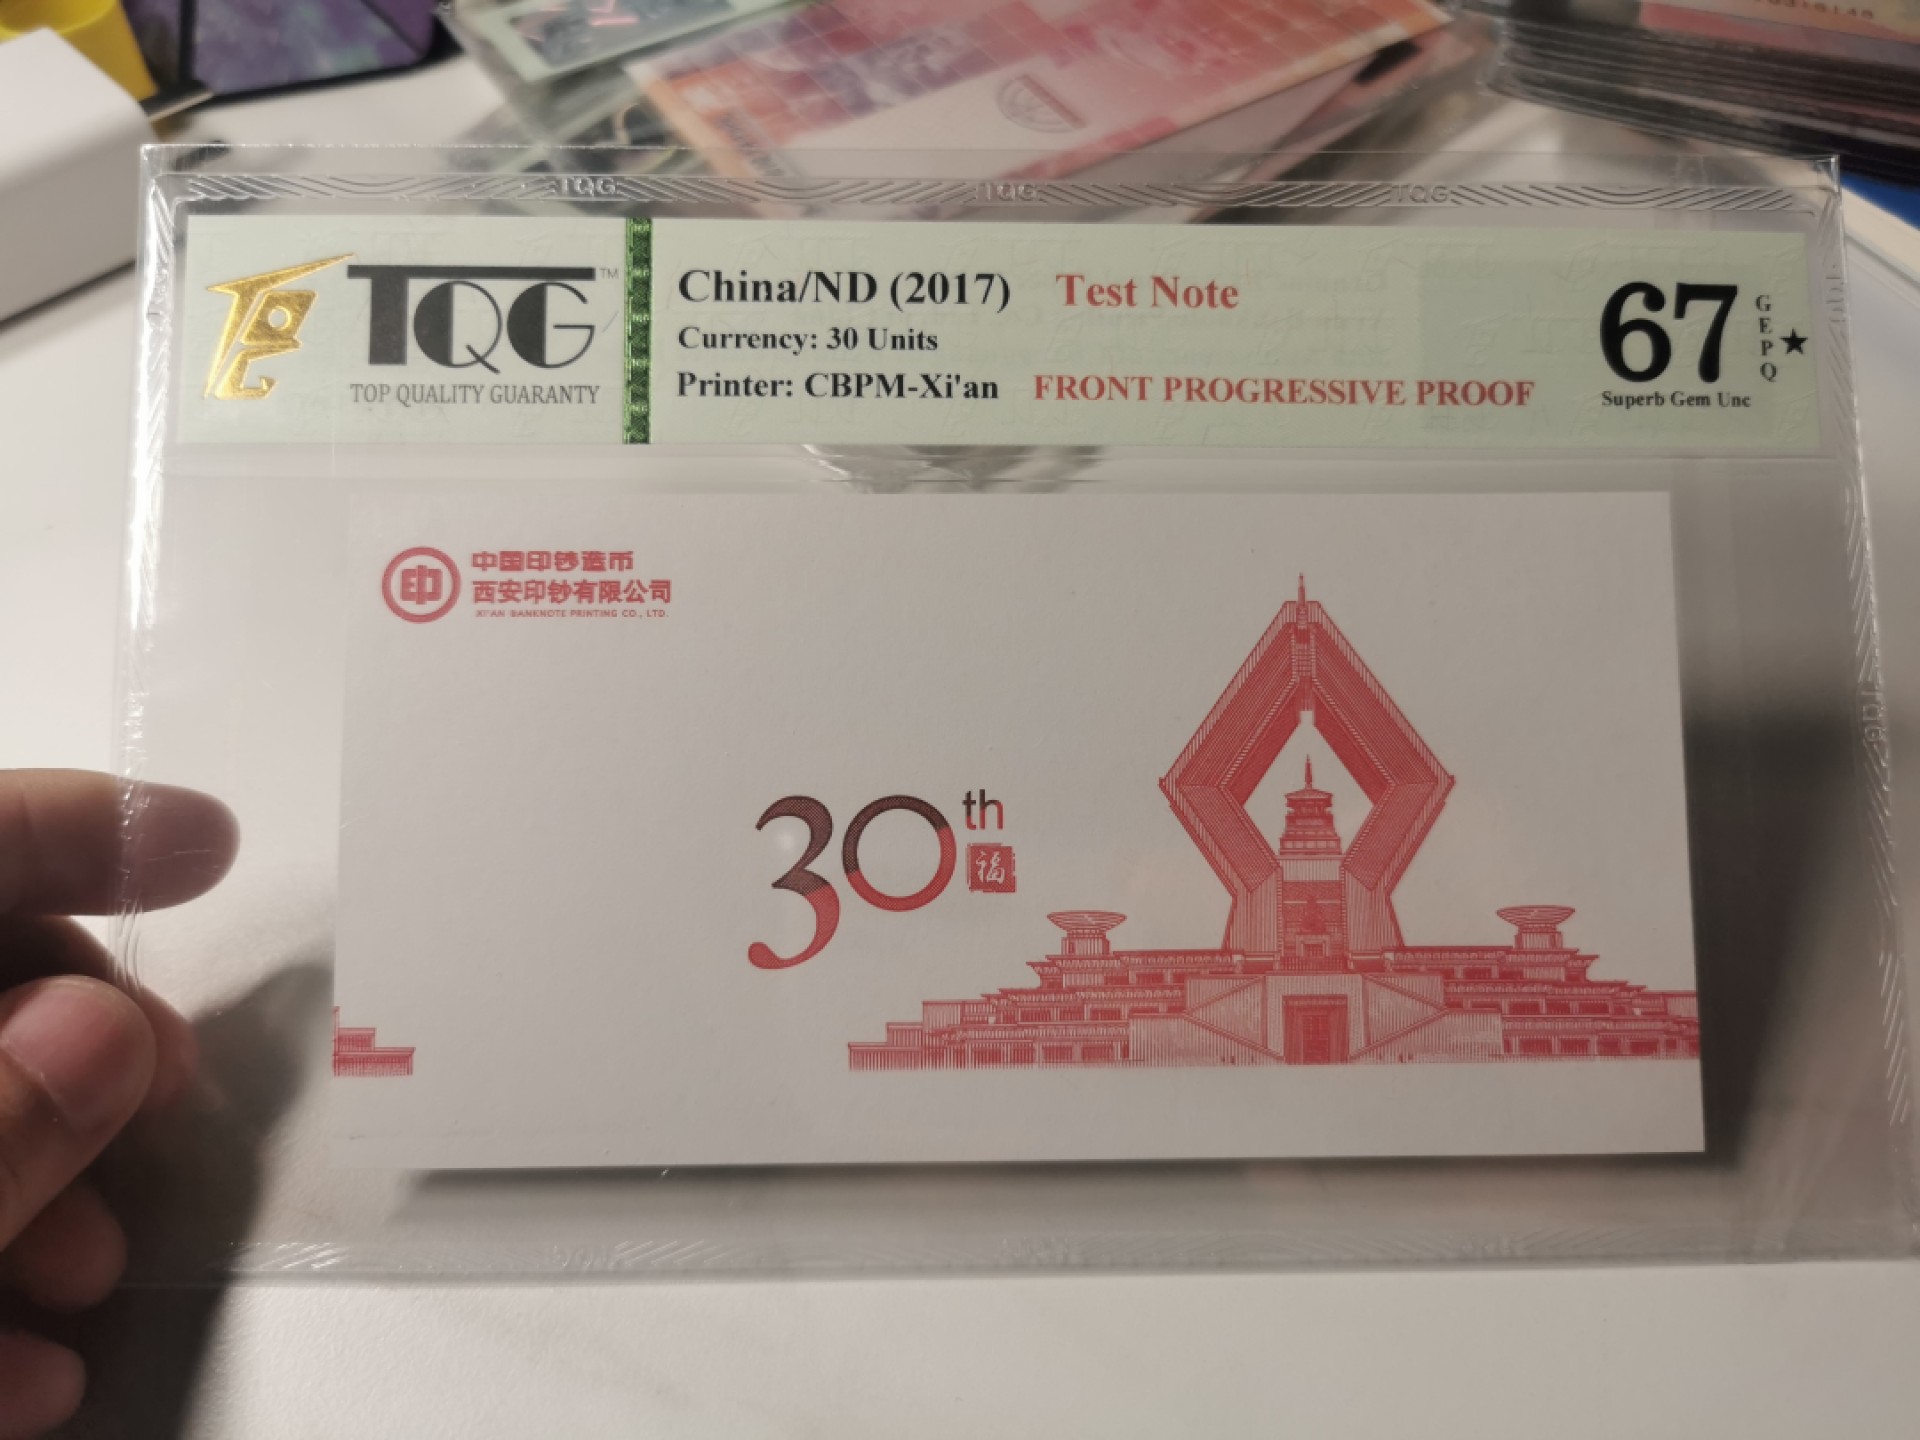 TQG TQG TQG
TQG™
TOP QUALITY GUARANTY
China/ND (2017) Test Note
Currency: 30 Units
Printer: CBPM-Xi'an FRONT PROGRESSIVE PROOF
67 GEPQ★
Superb Gem Unc
印
中国印钞造币
西安印钞有限公司
XI'AN BANKNOTE PRINTING CO., LTD.
30th
福